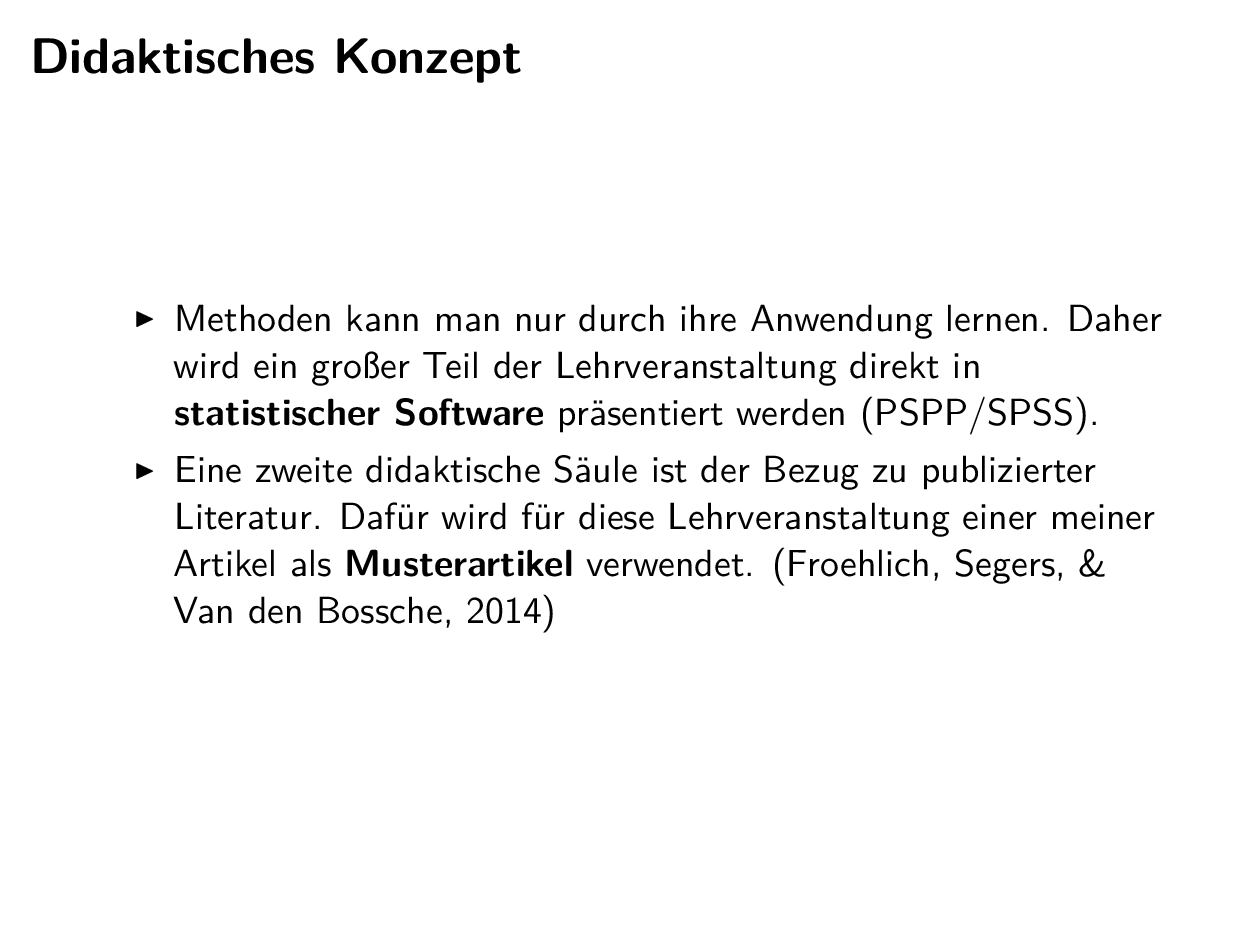 Didaktisches Konzept
▶ Methoden kann man nur durch ihre Anwendung lernen. Daher
wird ein großer Teil der Lehrveranstaltung direkt in
statistischer Software präsentiert werden (PSPP/SPSS).
▶ Eine zweite didaktische Säule ist der Bezug zu publizierter
Literatur. Dafür wird für diese Lehrveranstaltung einer meiner
Artikel als Musterartikel verwendet. (Froehlich, Segers, &
Van den Bossche, 2014)